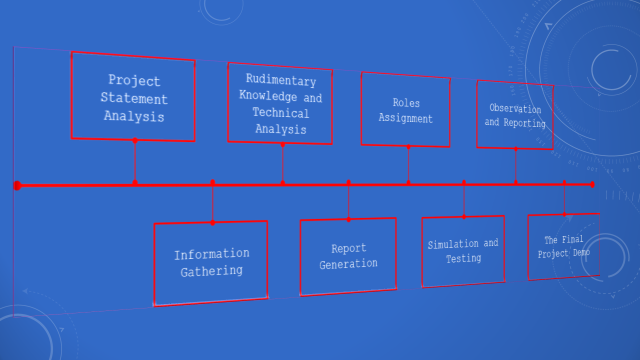 Project
Statement
Analysis
Rudimentary
Knowledge and
Technical
Analysis
Roles
Assignment
Observation
and Reporting
Information
Gathering
Report
Generation
Simulation and
Testing
The Final
Project Demo